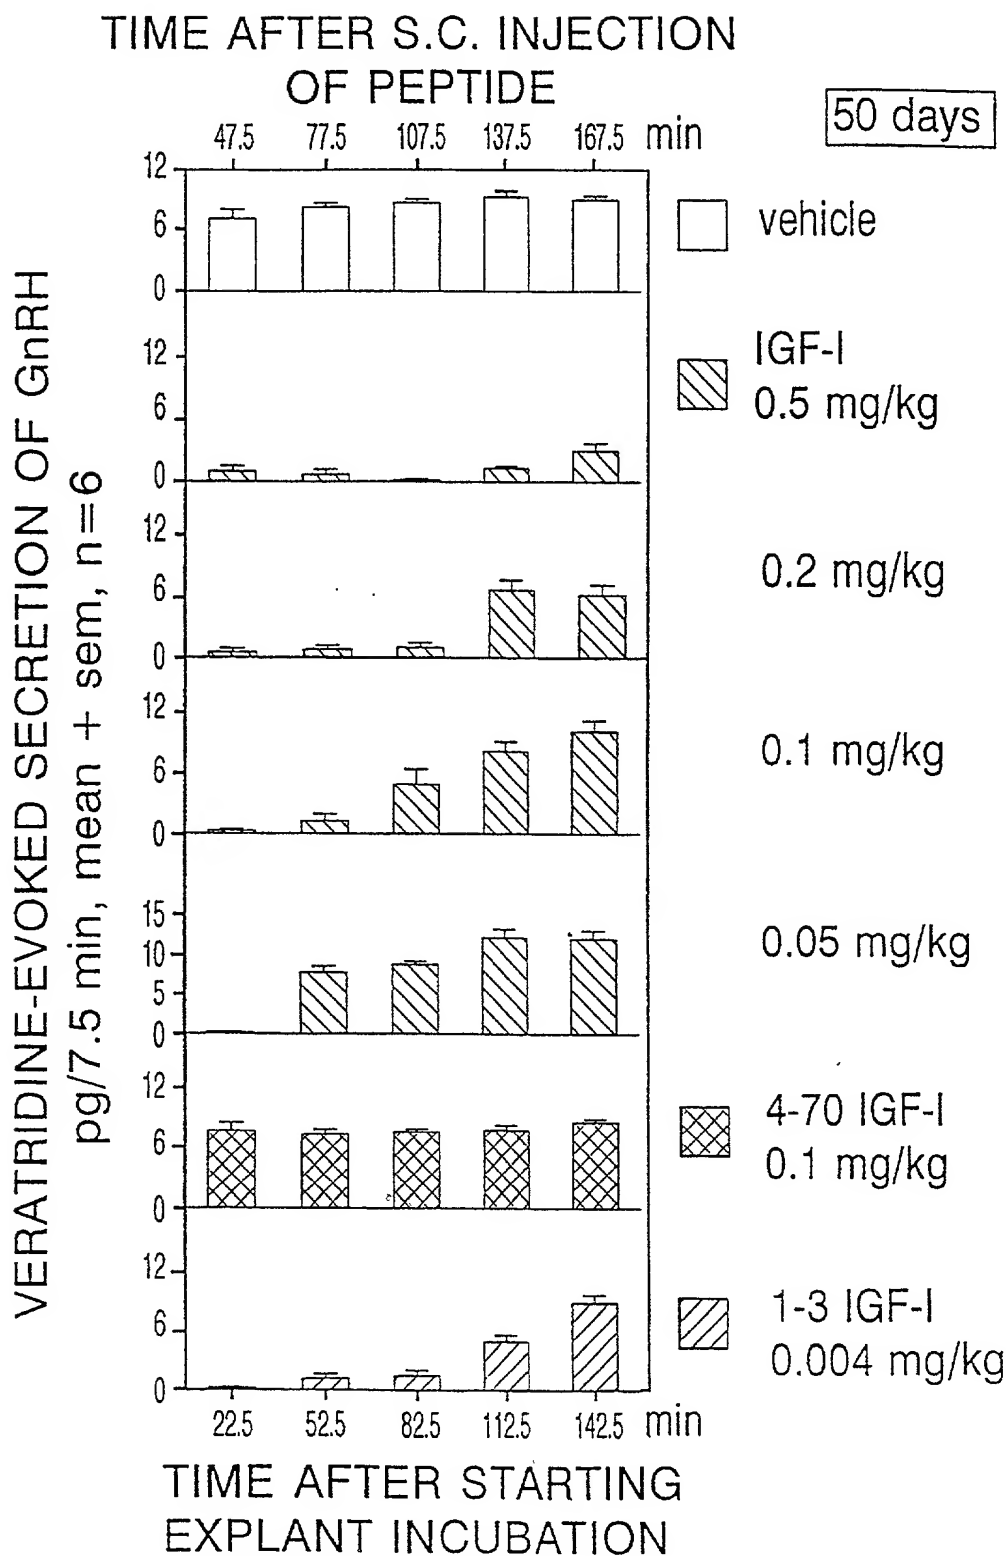 TIME AFTER S.C. INJECTION
OF PEPTIDE
47.5 77.5 107.5 137.5 167.5 min
50 days
VERATRIDINE-EVOKED SECRETION OF GnRH
pg/7.5 min, mean + sem, n=6
12
6
0
vehicle
12
6
0
IGF-I
0.5 mg/kg
12
6
0
0.2 mg/kg
12
6
0
0.1 mg/kg
15
10
5
0
0.05 mg/kg
12
6
0
4-70 IGF-I
0.1 mg/kg
12
6
0
1-3 IGF-I
0.004 mg/kg
22.5 52.5 82.5 112.5 142.5 min
TIME AFTER STARTING
EXPLANT INCUBATION